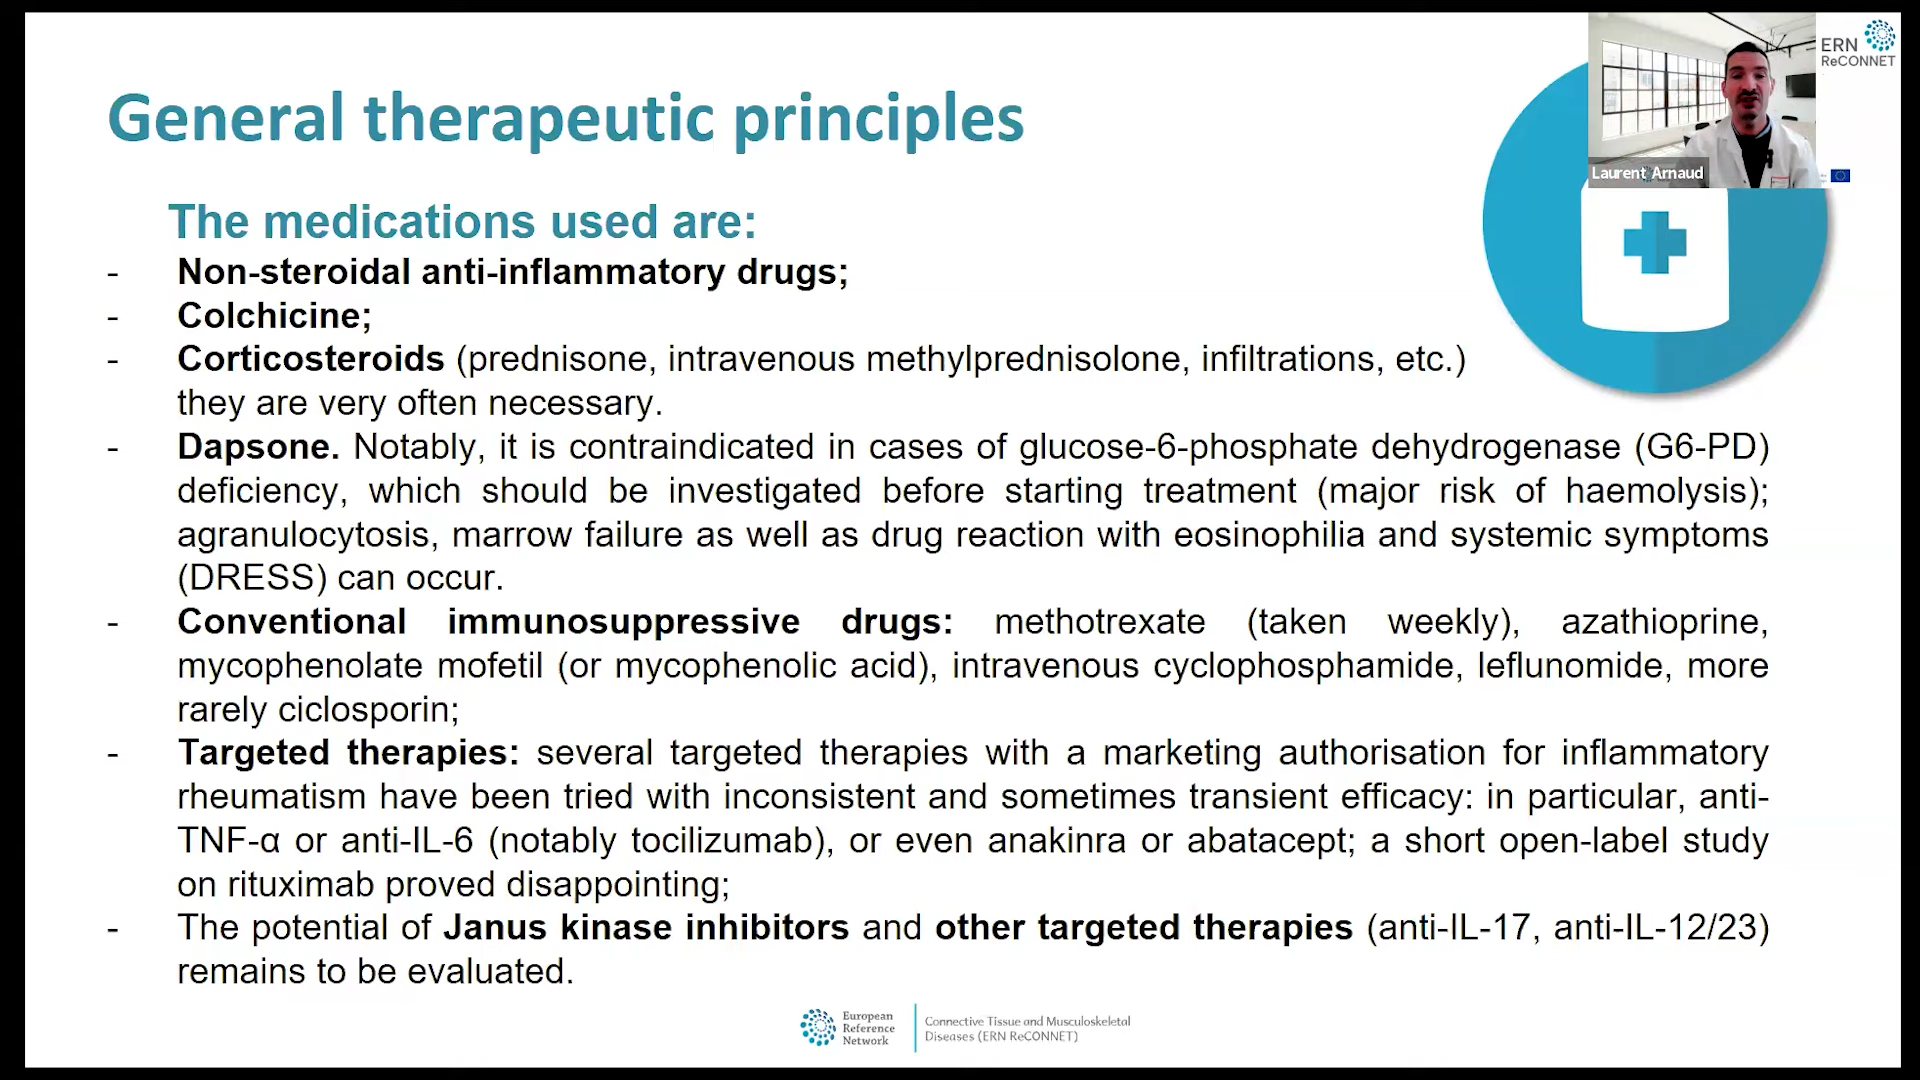 General therapeutic principles
ERN
ReCONNET
Laurent Arnaud
The medications used are:
- Non-steroidal anti-inflammatory drugs;
- Colchicine;
- Corticosteroids (prednisone, intravenous methylprednisolone, infiltrations, etc.)
they are very often necessary.
- Dapsone. Notably, it is contraindicated in cases of glucose-6-phosphate dehydrogenase (G6-PD)
deficiency, which should be investigated before starting treatment (major risk of haemolysis);
agranulocytosis, marrow failure as well as drug reaction with eosinophilia and systemic symptoms
(DRESS) can occur.
- Conventional immunosuppressive drugs: methotrexate (taken weekly), azathioprine,
mycophenolate mofetil (or mycophenolic acid), intravenous cyclophosphamide, leflunomide, more
rarely ciclosporin;
- Targeted therapies: several targeted therapies with a marketing authorisation for inflammatory
rheumatism have been tried with inconsistent and sometimes transient efficacy: in particular, anti-
TNF-α or anti-IL-6 (notably tocilizumab), or even anakinra or abatacept; a short open-label study
on rituximab proved disappointing;
- The potential of Janus kinase inhibitors and other targeted therapies (anti-IL-17, anti-IL-12/23)
remains to be evaluated.
European
Reference
Network
Connective Tissue and Musculoskeletal
Diseases (ERN ReCONNET)